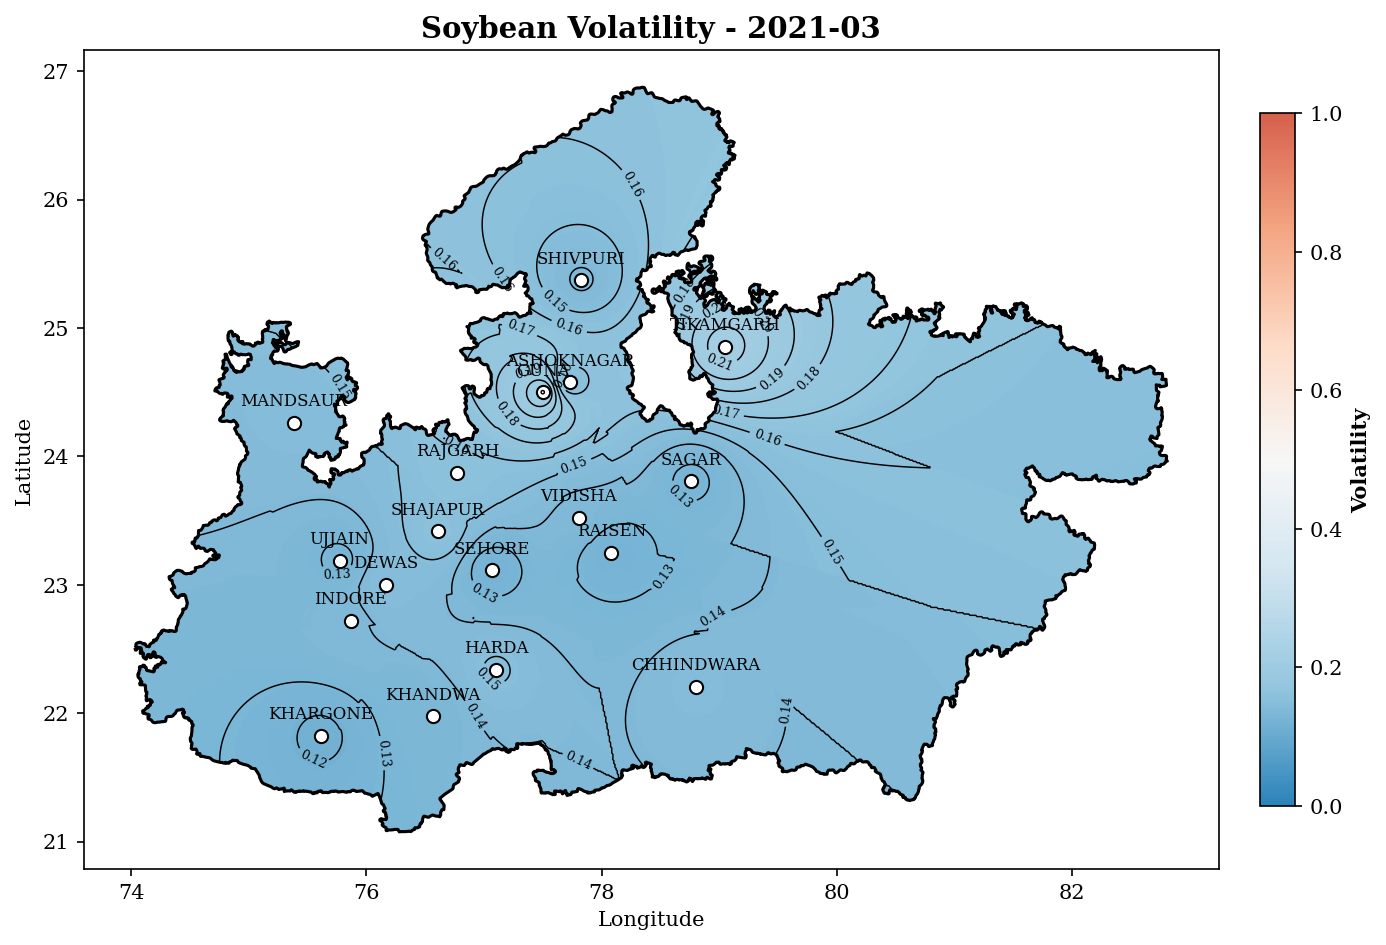 Soybean Volatility - 2021-03
27
26
25
24
23
22
21
Latitude
74
76
78
80
82
Longitude
1.0
0.8
0.6
0.4
0.2
0.0
Volatility
SHIVPURI
TIKAMGARH
ASHOKNAGAR
GUNA
MANDSAUR
RAJGARH
SAGAR
VIDISHA
SHAJAPUR
RAISEN
UJJAIN
SEHORE
DEWAS
INDORE
HARDA
CHHINDWARA
KHANDWA
KHARGONE
0.16
0.16
0.15
0.16
0.17
0.18
0.21
0.19
0.18
0.17
0.16
0.15
0.15
0.13
0.13
0.13
0.13
0.15
0.14
0.15
0.14
0.14
0.14
0.13
0.12